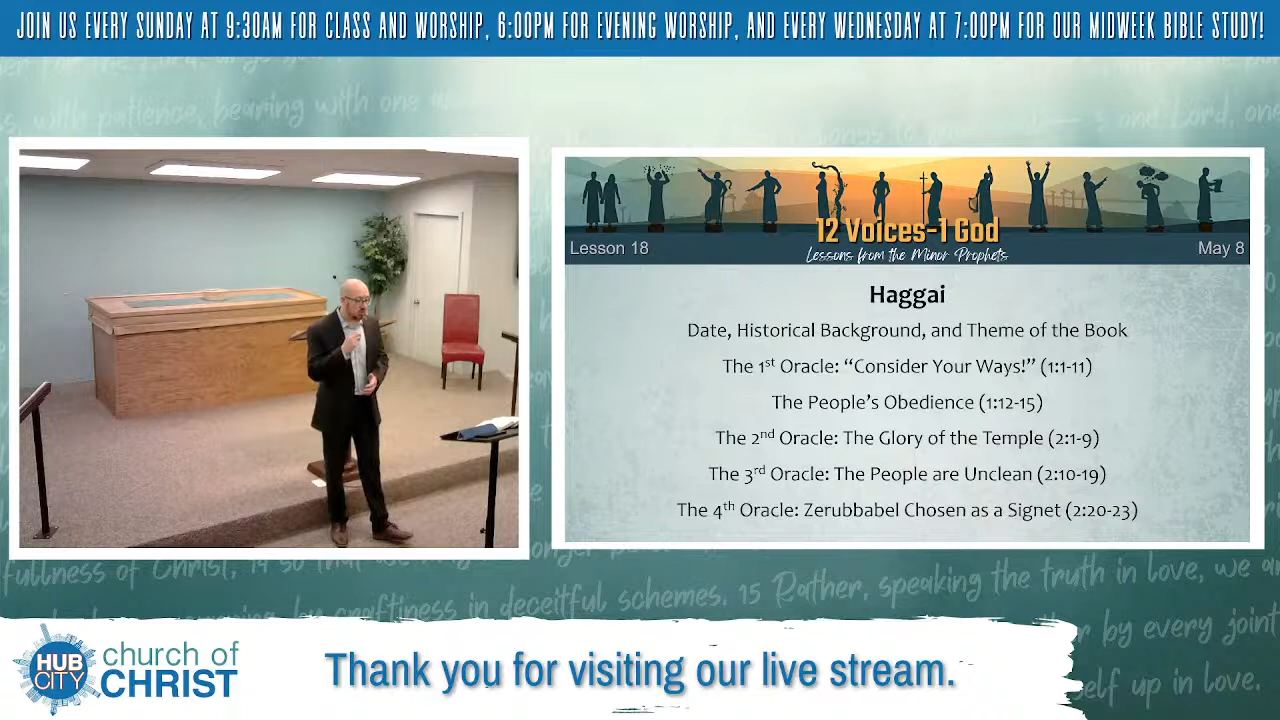 JOIN US EVERY SUNDAY AT 9:30AM FOR CLASS AND WORSHIP, 6:00PM FOR EVENING WORSHIP, AND EVERY WEDNESDAY AT 7:00PM FOR OUR MIDWEEK BIBLE STUDY!
with patience, bearing with one
12 Voices-1 God
Lesson 18
Lessons from the Minor Prophets
May 8
Haggai
Date, Historical Background, and Theme of the Book
The 1st Oracle: “Consider Your Ways!” (1:1-11)
The People’s Obedience (1:12-15)
The 2nd Oracle: The Glory of the Temple (2:1-9)
The 3rd Oracle: The People are Unclean (2:10-19)
The 4th Oracle: Zerubbabel Chosen as a Signet (2:20-23)
fullness of Christ, 14 so that we
by craftiness in deceitful schemes. 15 Rather, speaking the truth in love, we
by every joint
self up in love.
HUB CITY
church of
CHRIST
Thank you for visiting our live stream.